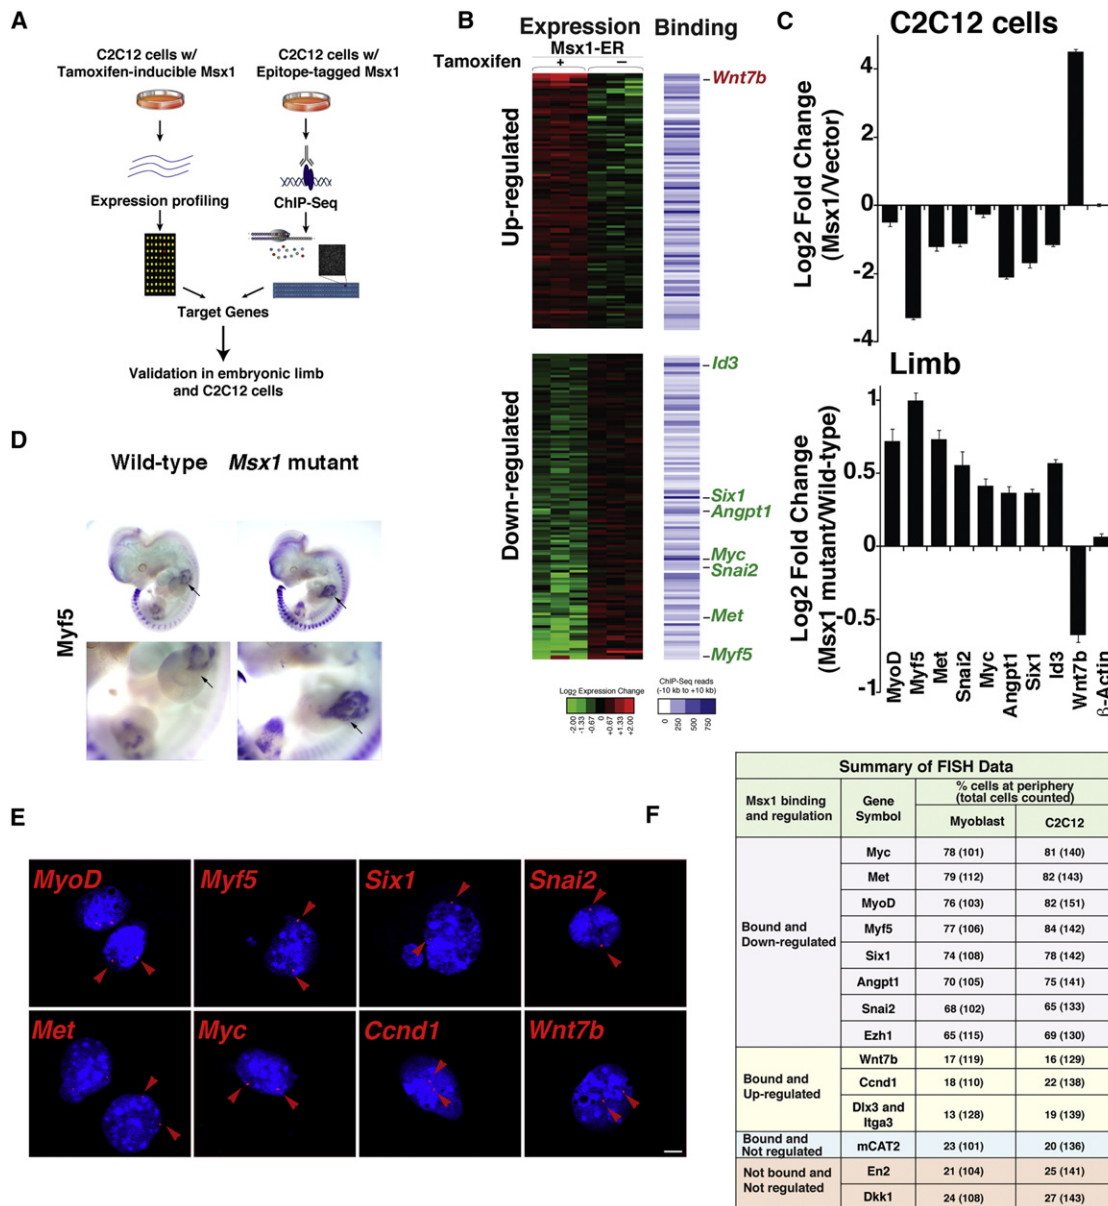 A
C2C12 cells w/
Tamoxifen-inducible Msx1
C2C12 cells w/
Epitope-tagged Msx1
Expression profiling
ChIP-Seq
Target Genes
Validation in embryonic limb
and C2C12 cells
B
Expression Binding
Msx1-ER
Tamoxifen + −
Up-regulated
Wnt7b
Down-regulated
Id3
Six1
Angpt1
Myc
Snai2
Met
Myf5
Log2 Expression Change
-2.00 -1.33 -0.67 0 +0.67 +1.33 +2.00
ChIP-Seq reads
(-10 kb to +10 kb)
0 250 500 750
C
C2C12 cells
Log2 Fold Change
(Msx1/Vector)
4
2
0
-2
-4
Limb
Log2 Fold Change
(Msx1 mutant/Wild-type)
1
0.5
0
-0.5
-1
MyoD Myf5 Met Snai2 Myc Angpt1 Six1 Id3 Wnt7b β-Actin
D
Wild-type Msx1 mutant
Myf5
E
MyoD Myf5 Six1 Snai2
Met Myc Ccnd1 Wnt7b
F
Summary of FISH Data
Msx1 binding
and regulation
Gene
Symbol
% cells at periphery
(total cells counted)
Myoblast C2C12
Bound and
Down-regulated
Myc 78 (101) 81 (140)
Met 79 (112) 82 (143)
MyoD 76 (103) 82 (151)
Myf5 77 (106) 84 (142)
Six1 74 (108) 78 (142)
Angpt1 70 (105) 75 (141)
Snai2 68 (102) 65 (133)
Ezh1 65 (115) 69 (130)
Bound and
Up-regulated
Wnt7b 17 (119) 16 (129)
Ccnd1 18 (110) 22 (138)
Dlx3 and
Itga3
13 (128) 19 (139)
Bound and
Not regulated
mCAT2 23 (101) 20 (136)
Not bound and
Not regulated
En2 21 (104) 25 (141)
Dkk1 24 (108) 27 (143)